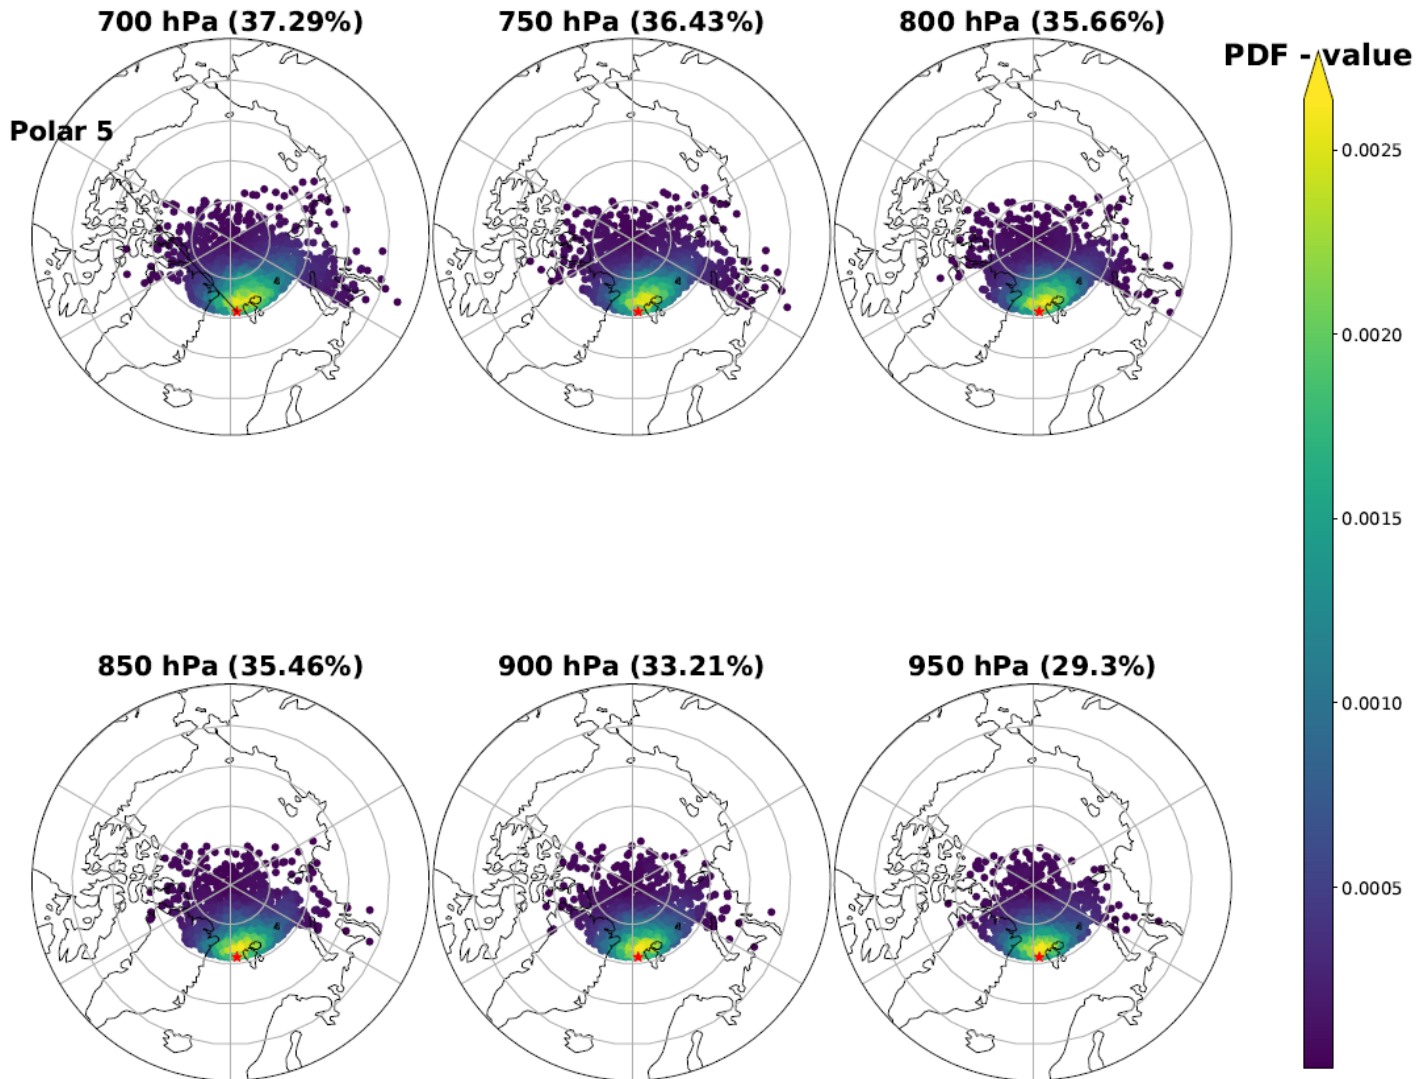 700 hPa (37.29%)
750 hPa (36.43%)
800 hPa (35.66%)
PDF - value
Polar 5
0.0025
0.0020
0.0015
0.0010
0.0005
850 hPa (35.46%)
900 hPa (33.21%)
950 hPa (29.3%)